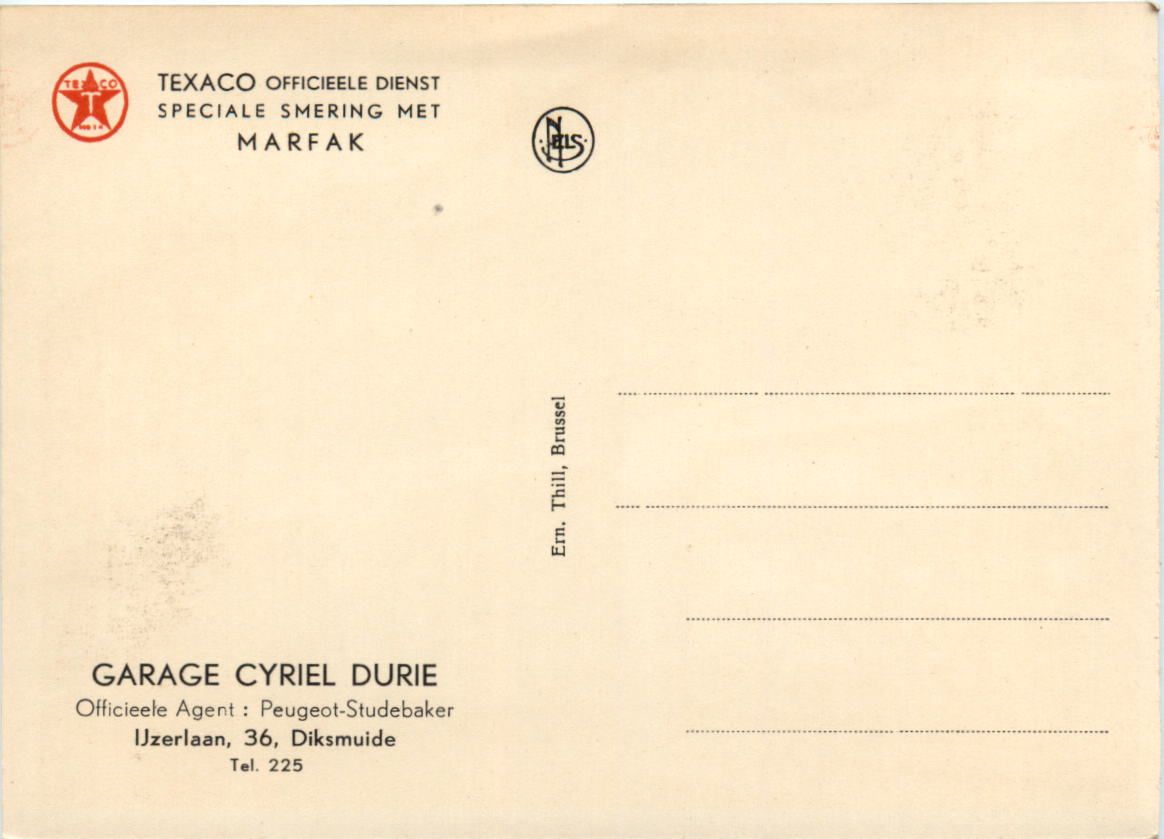 TEXACO
T
TEXACO OFFICIEELE DIENST
SPECIALE SMERING MET
MARFAK
NELS
Ern. Thill, Brussel
GARAGE CYRIEL DURIE
Officieele Agent : Peugeot-Studebaker
IJzerlaan, 36, Diksmuide
Tel. 225